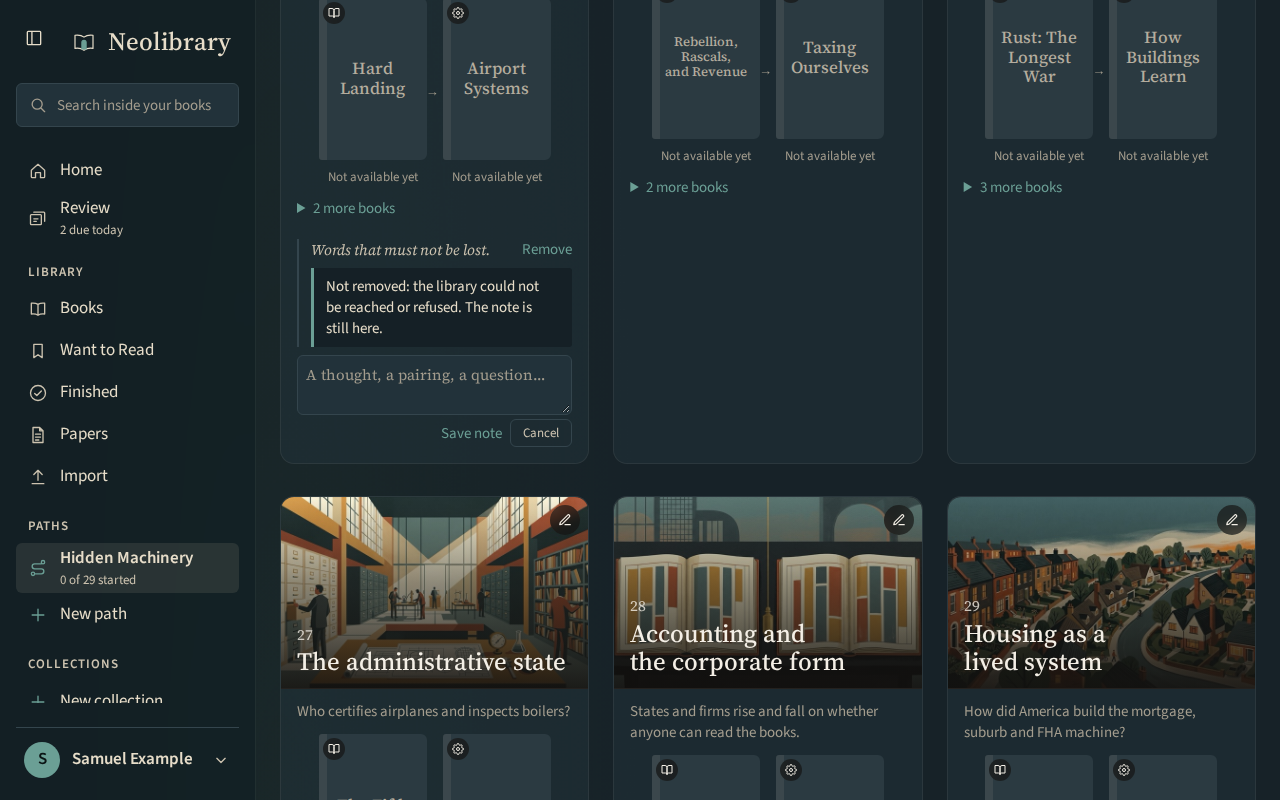 Neolibrary
Search inside your books
Home
Review
2 due today
LIBRARY
Books
Want to Read
Finished
Papers
Import
PATHS
Hidden Machinery
0 of 29 started
New path
COLLECTIONS
New collection
S
Samuel Example
Hard
Landing
→
Airport
Systems
Not available yet
Not available yet
2 more books
Words that must not be lost.
Remove
Not removed: the library could not
be reached or refused. The note is
still here.
A thought, a pairing, a question...
Save note
Cancel
Rebellion,
Rascals,
and Revenue
→
Taxing
Ourselves
Not available yet
Not available yet
2 more books
Rust: The
Longest
War
→
How
Buildings
Learn
Not available yet
Not available yet
3 more books
27
The administrative state
Who certifies airplanes and inspects boilers?
28
Accounting and
the corporate form
States and firms rise and fall on whether
anyone can read the books.
29
Housing as a
lived system
How did America build the mortgage,
suburb and FHA machine?